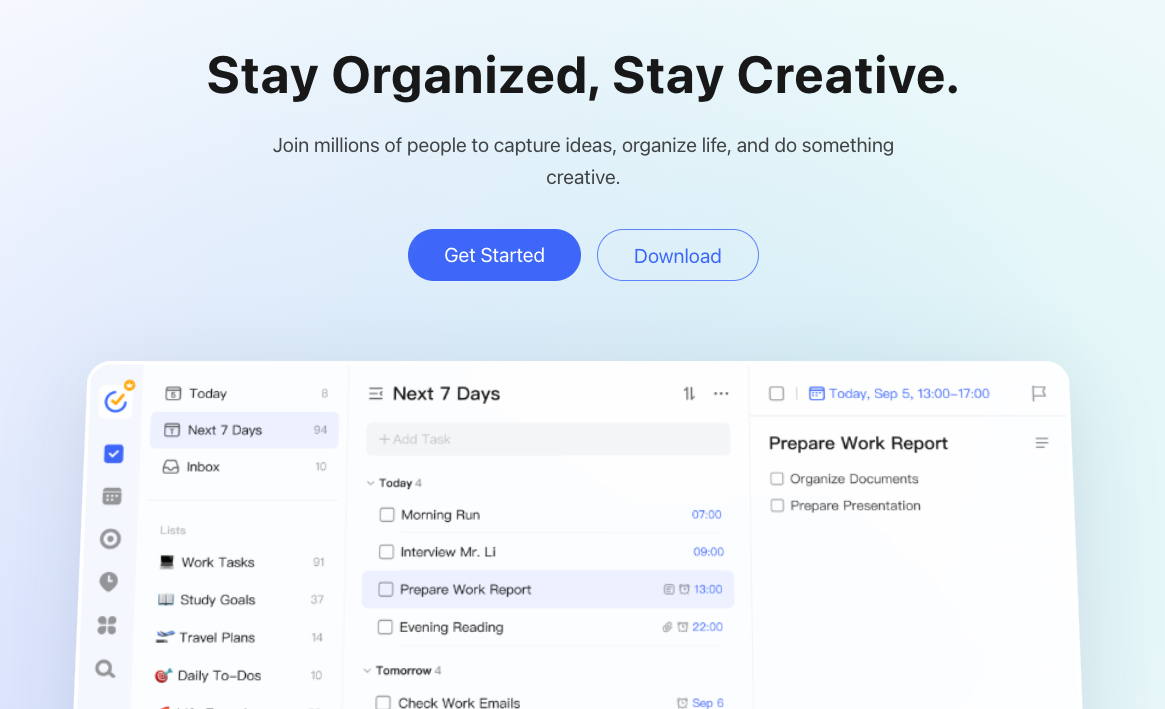 Stay Organized, Stay Creative.
Join millions of people to capture ideas, organize life, and do something
creative.
Get Started
Download
Today 8
Next 7 Days 94
Inbox 10
Lists
Work Tasks 91
Study Goals 37
Travel Plans 14
Daily To-Dos 10
Next 7 Days
+ Add Task
Today 4
Morning Run 07:00
Interview Mr. Li 09:00
Prepare Work Report 13:00
Evening Reading 22:00
Tomorrow 4
Check Work Emails Sep 6
Today, Sep 5, 13:00-17:00
Prepare Work Report
Organize Documents
Prepare Presentation